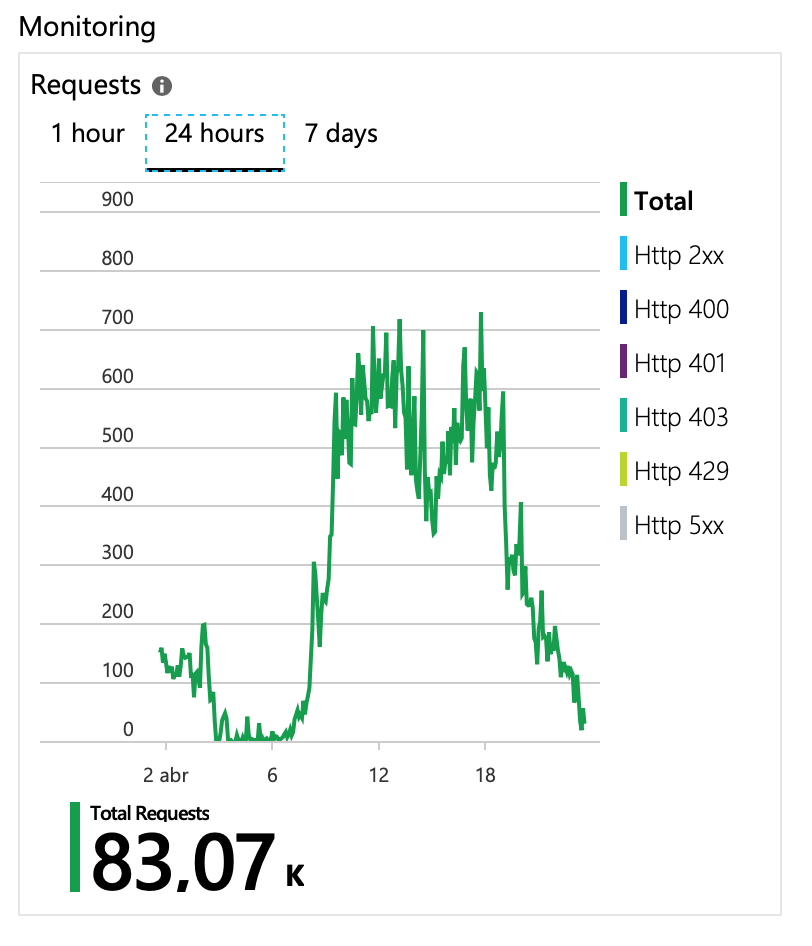 Monitoring
Requests
1 hour 24 hours 7 days
900
800
700
600
500
400
300
200
100
0
2 abr 6 12 18
Total
Http 2xx
Http 400
Http 401
Http 403
Http 429
Http 5xx
Total Requests
83,07 K